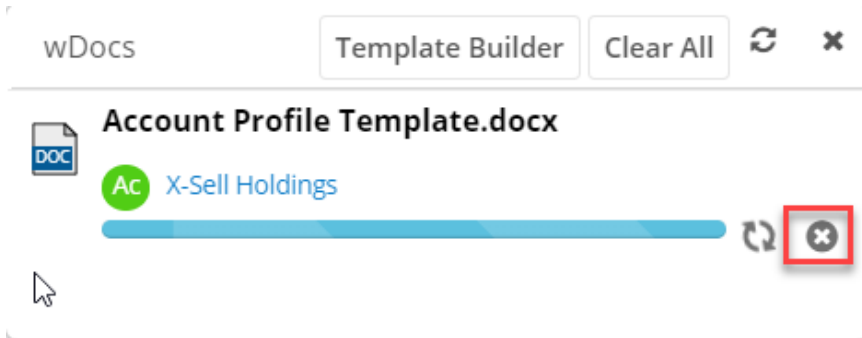 wDocs Template Builder Clear All
Account Profile Template.docx
DOC
Ac X-Sell Holdings